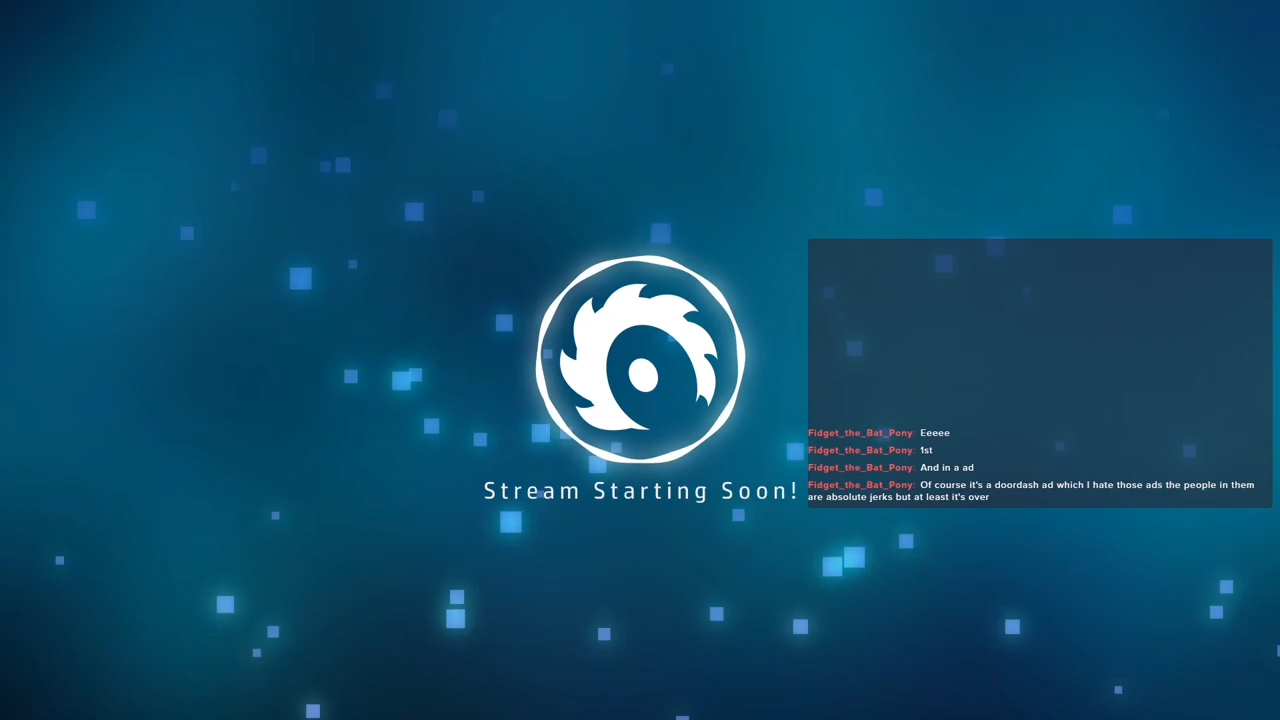 Fidget_the_Bat_Pony: Eeeee
Fidget_the_Bat_Pony: 1st
Fidget_the_Bat_Pony: And in a ad
Fidget_the_Bat_Pony: Of course it's a doordash ad which I hate those ads the people in them
are absolute jerks but at least it's over
Stream Starting Soon!